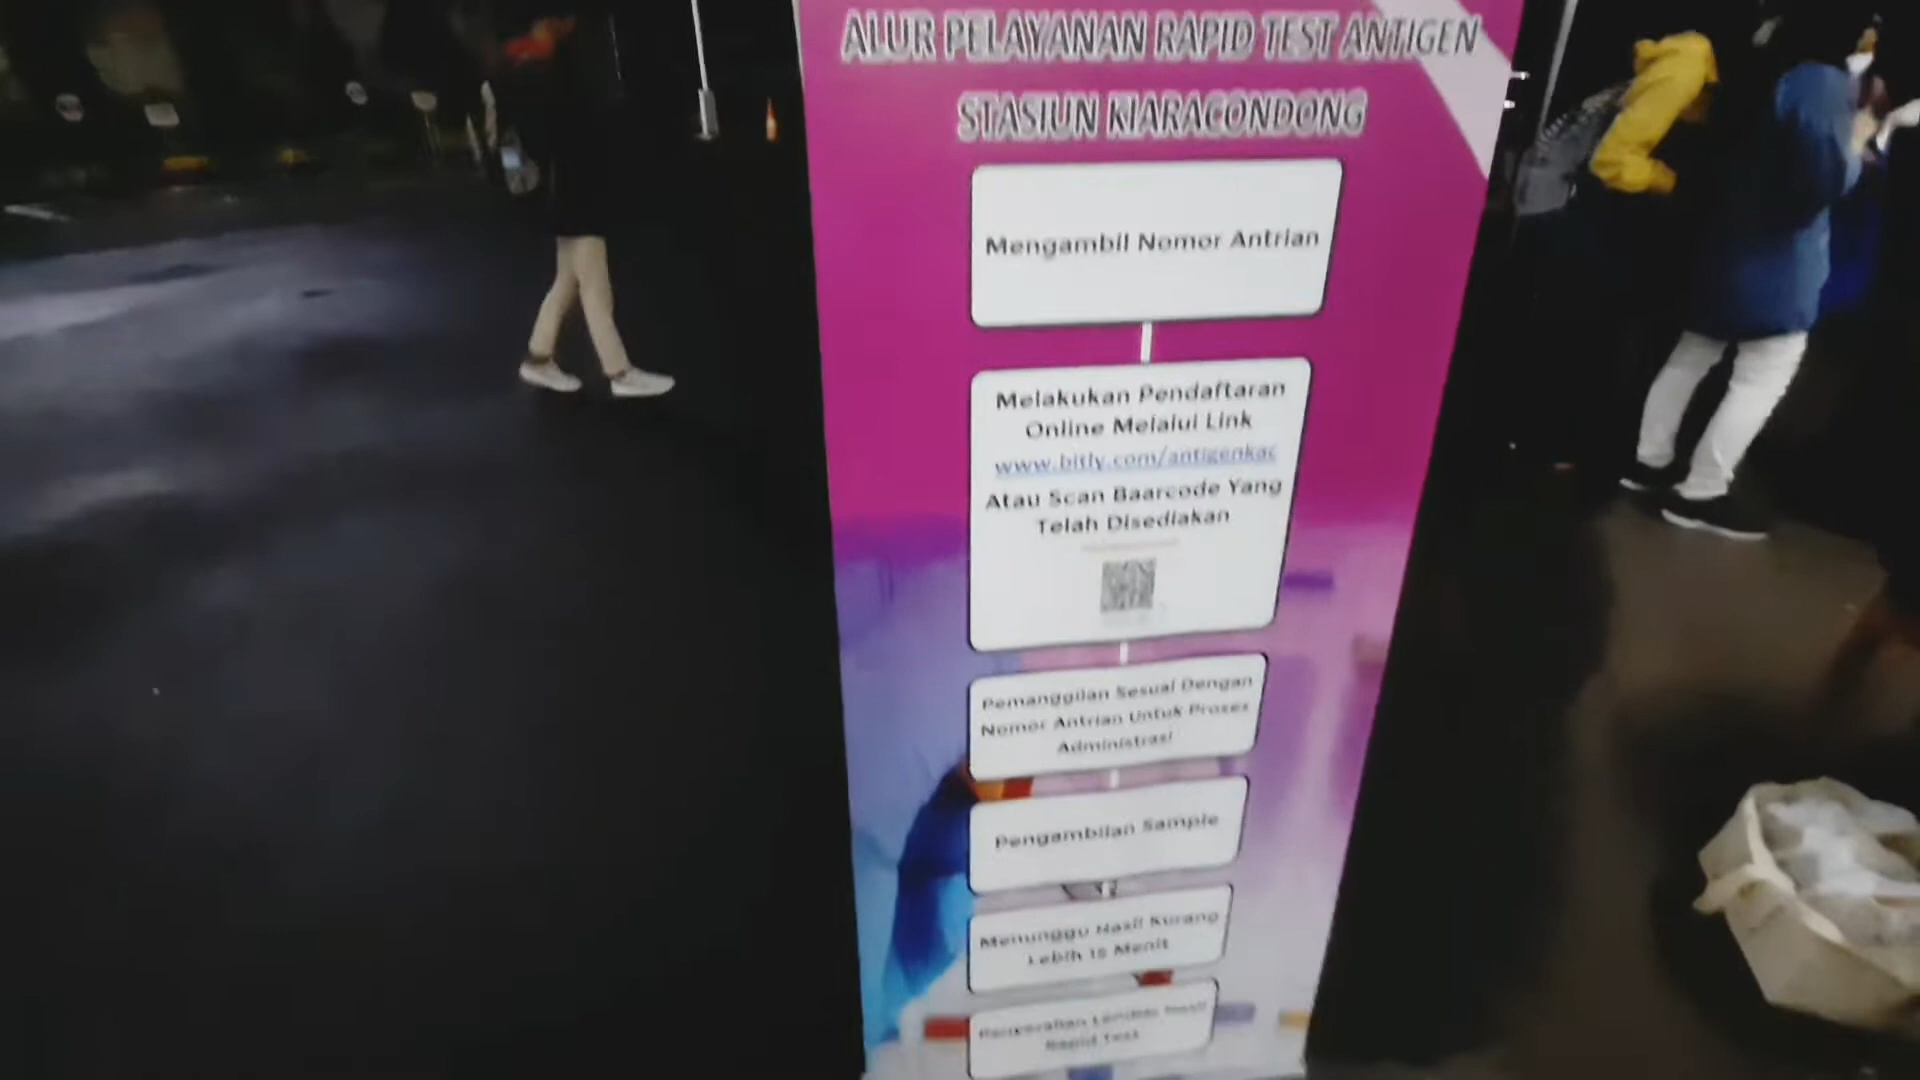 ALUR PELAYANAN RAPID TEST ANTIGEN
STASIUN KIARACONDONG
Mengambil Nomor Antrian
Melakukan Pendaftaran
Online Melalui Link
www.bitly.com/antigenkac
Atau Scan Baarcode Yang
Telah Disediakan
Pemanggilan Sesuai Dengan
Nomor Antrian Untuk Proses
Administrasi
Pengambilan Sample
Menunggu Hasil Kurang
Lebih 15 Menit
Lembar Hasil
Rapid Test